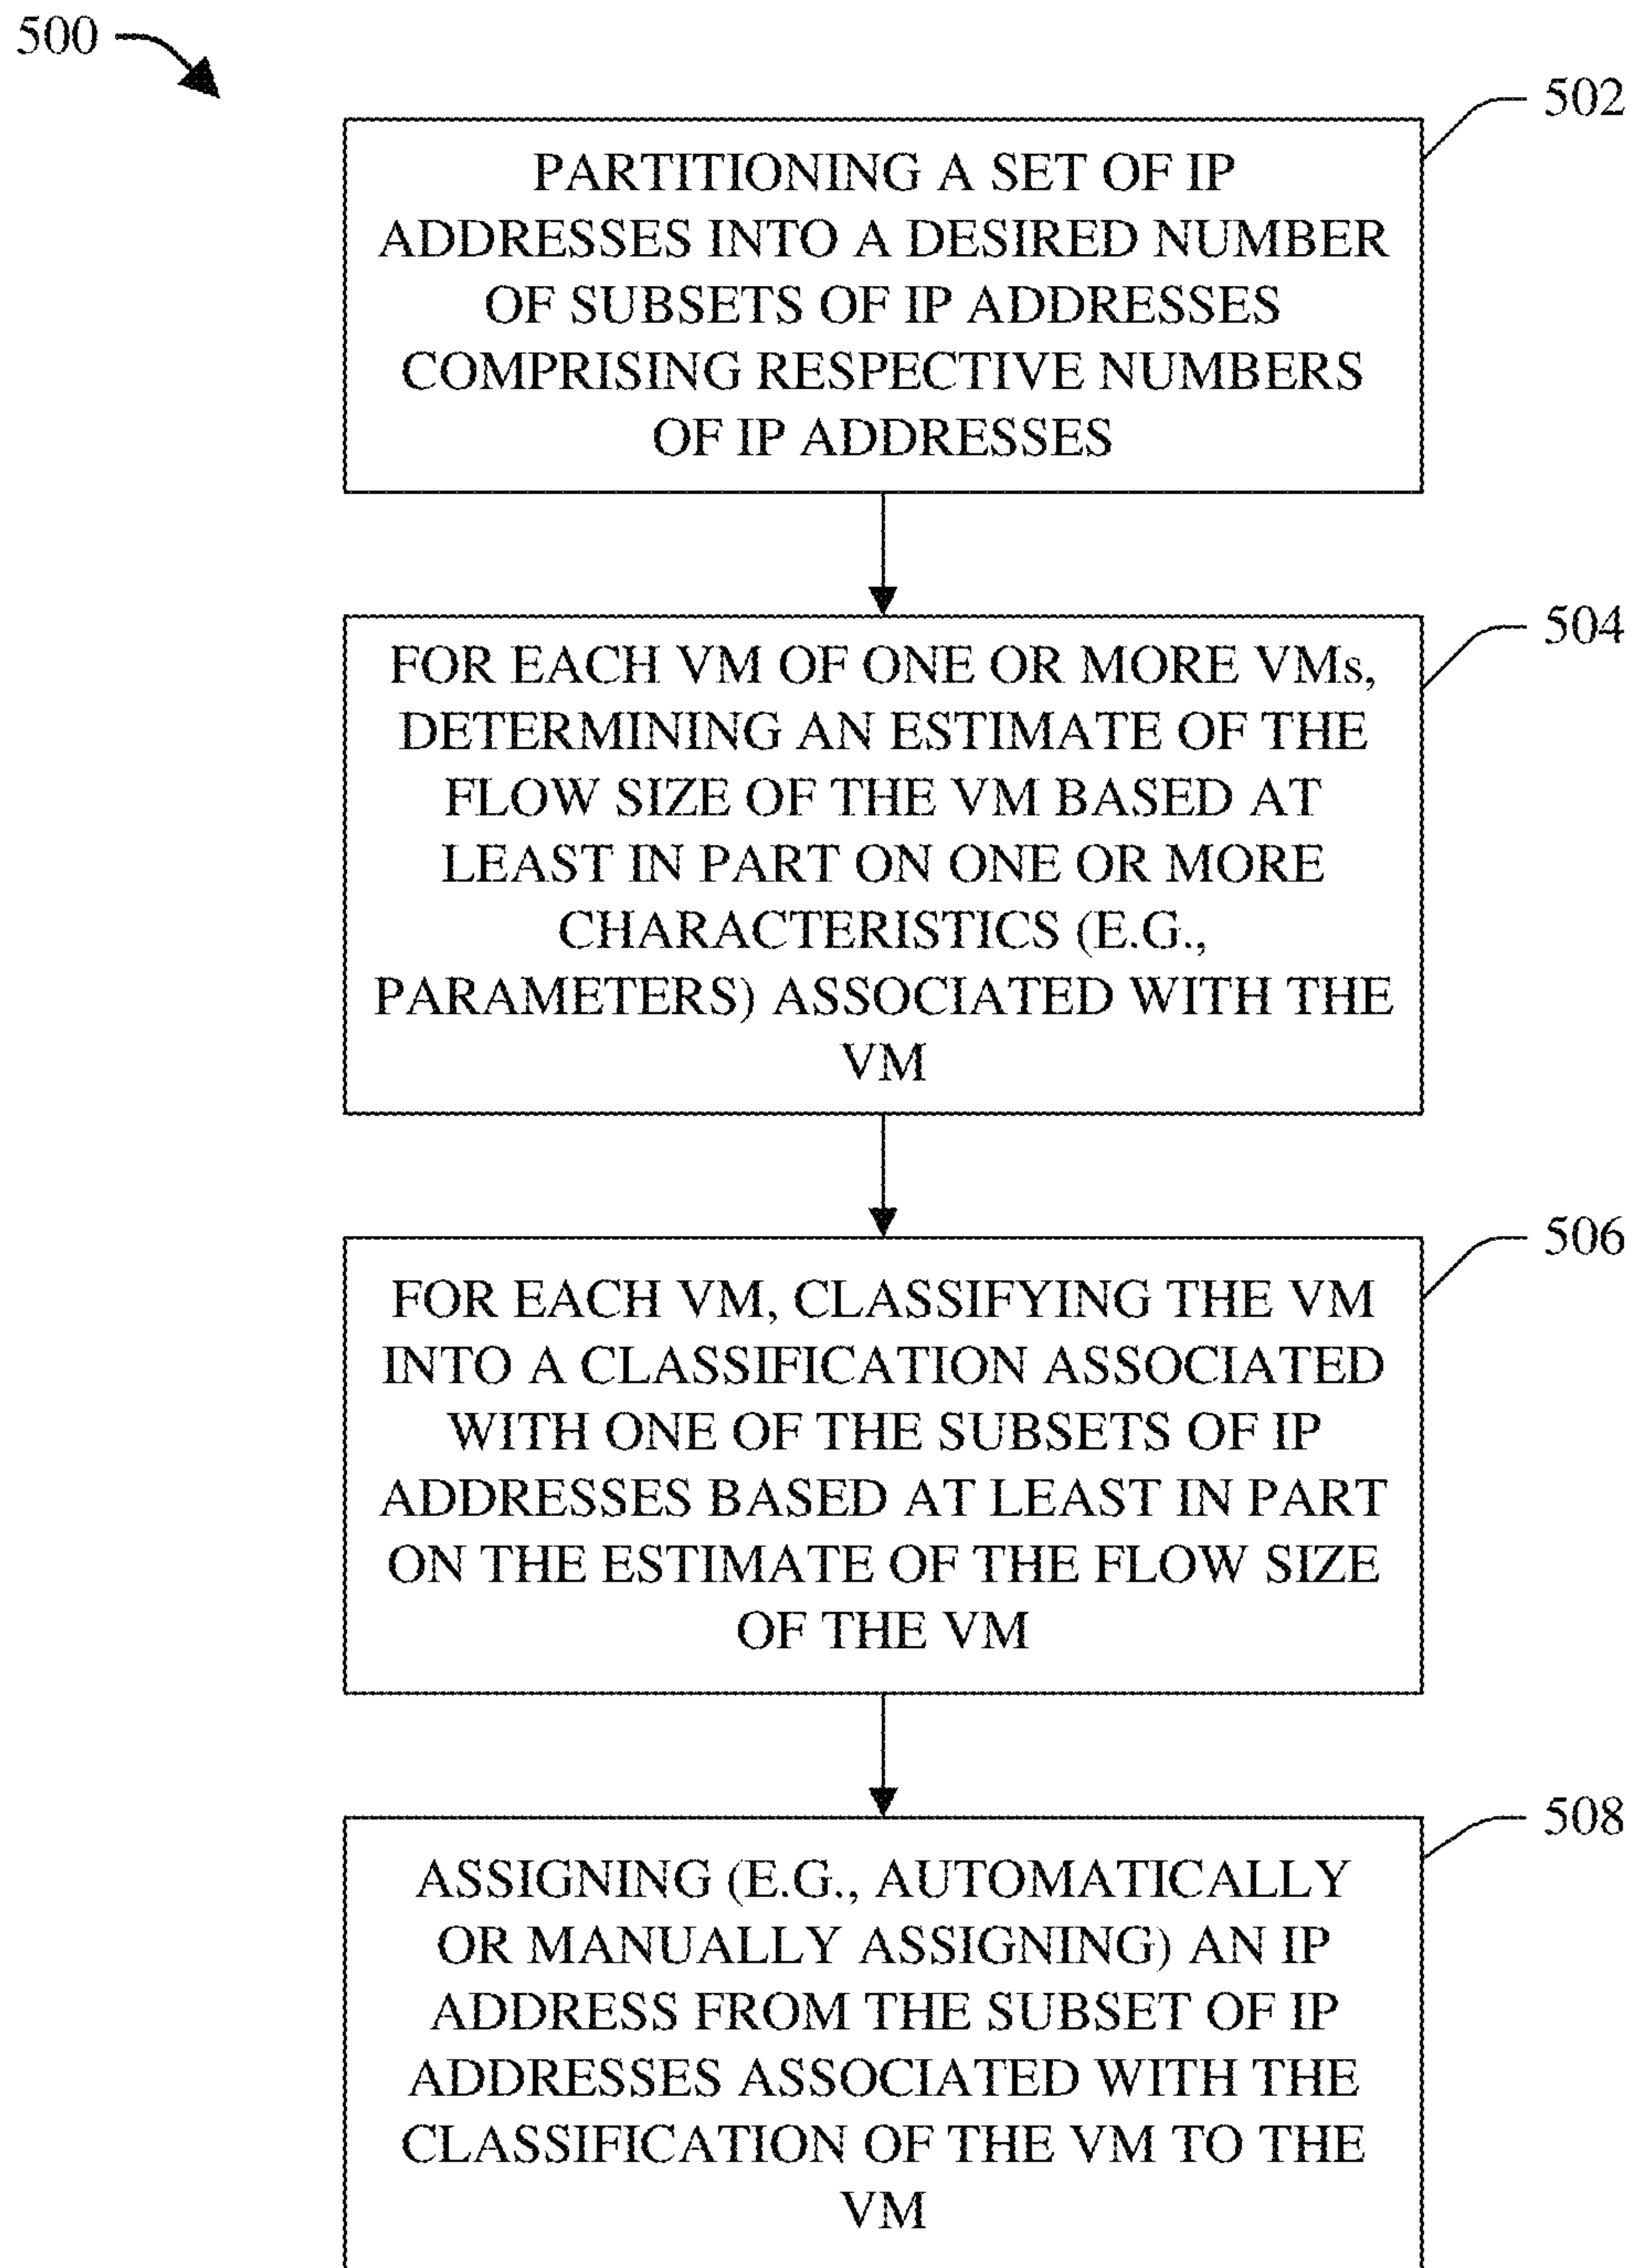 500
502
PARTITIONING A SET OF IP
ADDRESSES INTO A DESIRED NUMBER
OF SUBSETS OF IP ADDRESSES
COMPRISING RESPECTIVE NUMBERS
OF IP ADDRESSES
504
FOR EACH VM OF ONE OR MORE VMs,
DETERMINING AN ESTIMATE OF THE
FLOW SIZE OF THE VM BASED AT
LEAST IN PART ON ONE OR MORE
CHARACTERISTICS (E.G.,
PARAMETERS) ASSOCIATED WITH THE
VM
506
FOR EACH VM, CLASSIFYING THE VM
INTO A CLASSIFICATION ASSOCIATED
WITH ONE OF THE SUBSETS OF IP
ADDRESSES BASED AT LEAST IN PART
ON THE ESTIMATE OF THE FLOW SIZE
OF THE VM
508
ASSIGNING (E.G., AUTOMATICALLY
OR MANUALLY ASSIGNING) AN IP
ADDRESS FROM THE SUBSET OF IP
ADDRESSES ASSOCIATED WITH THE
CLASSIFICATION OF THE VM TO THE
VM